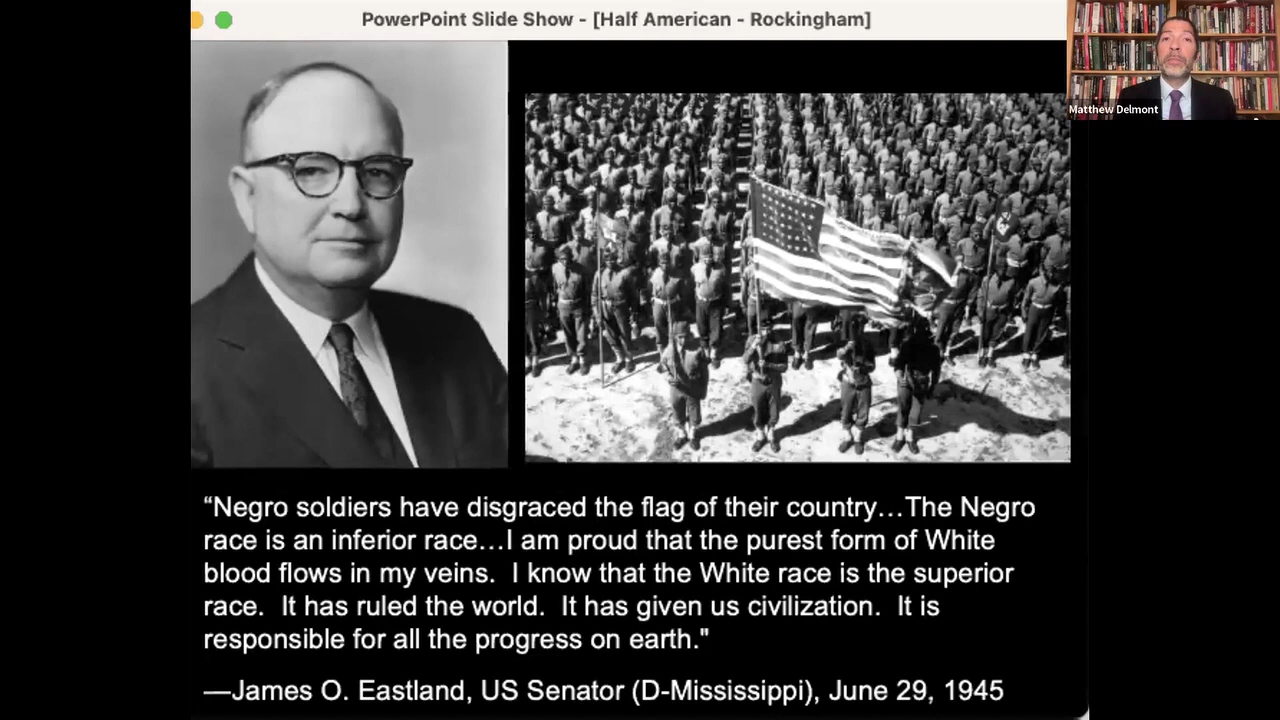 PowerPoint Slide Show - [Half American - Rockingham]
Matthew Delmont
“Negro soldiers have disgraced the flag of their country…The Negro
race is an inferior race…I am proud that the purest form of White
blood flows in my veins.  I know that the White race is the superior
race.  It has ruled the world.  It has given us civilization.  It is
responsible for all the progress on earth."
—James O. Eastland, US Senator (D-Mississippi), June 29, 1945